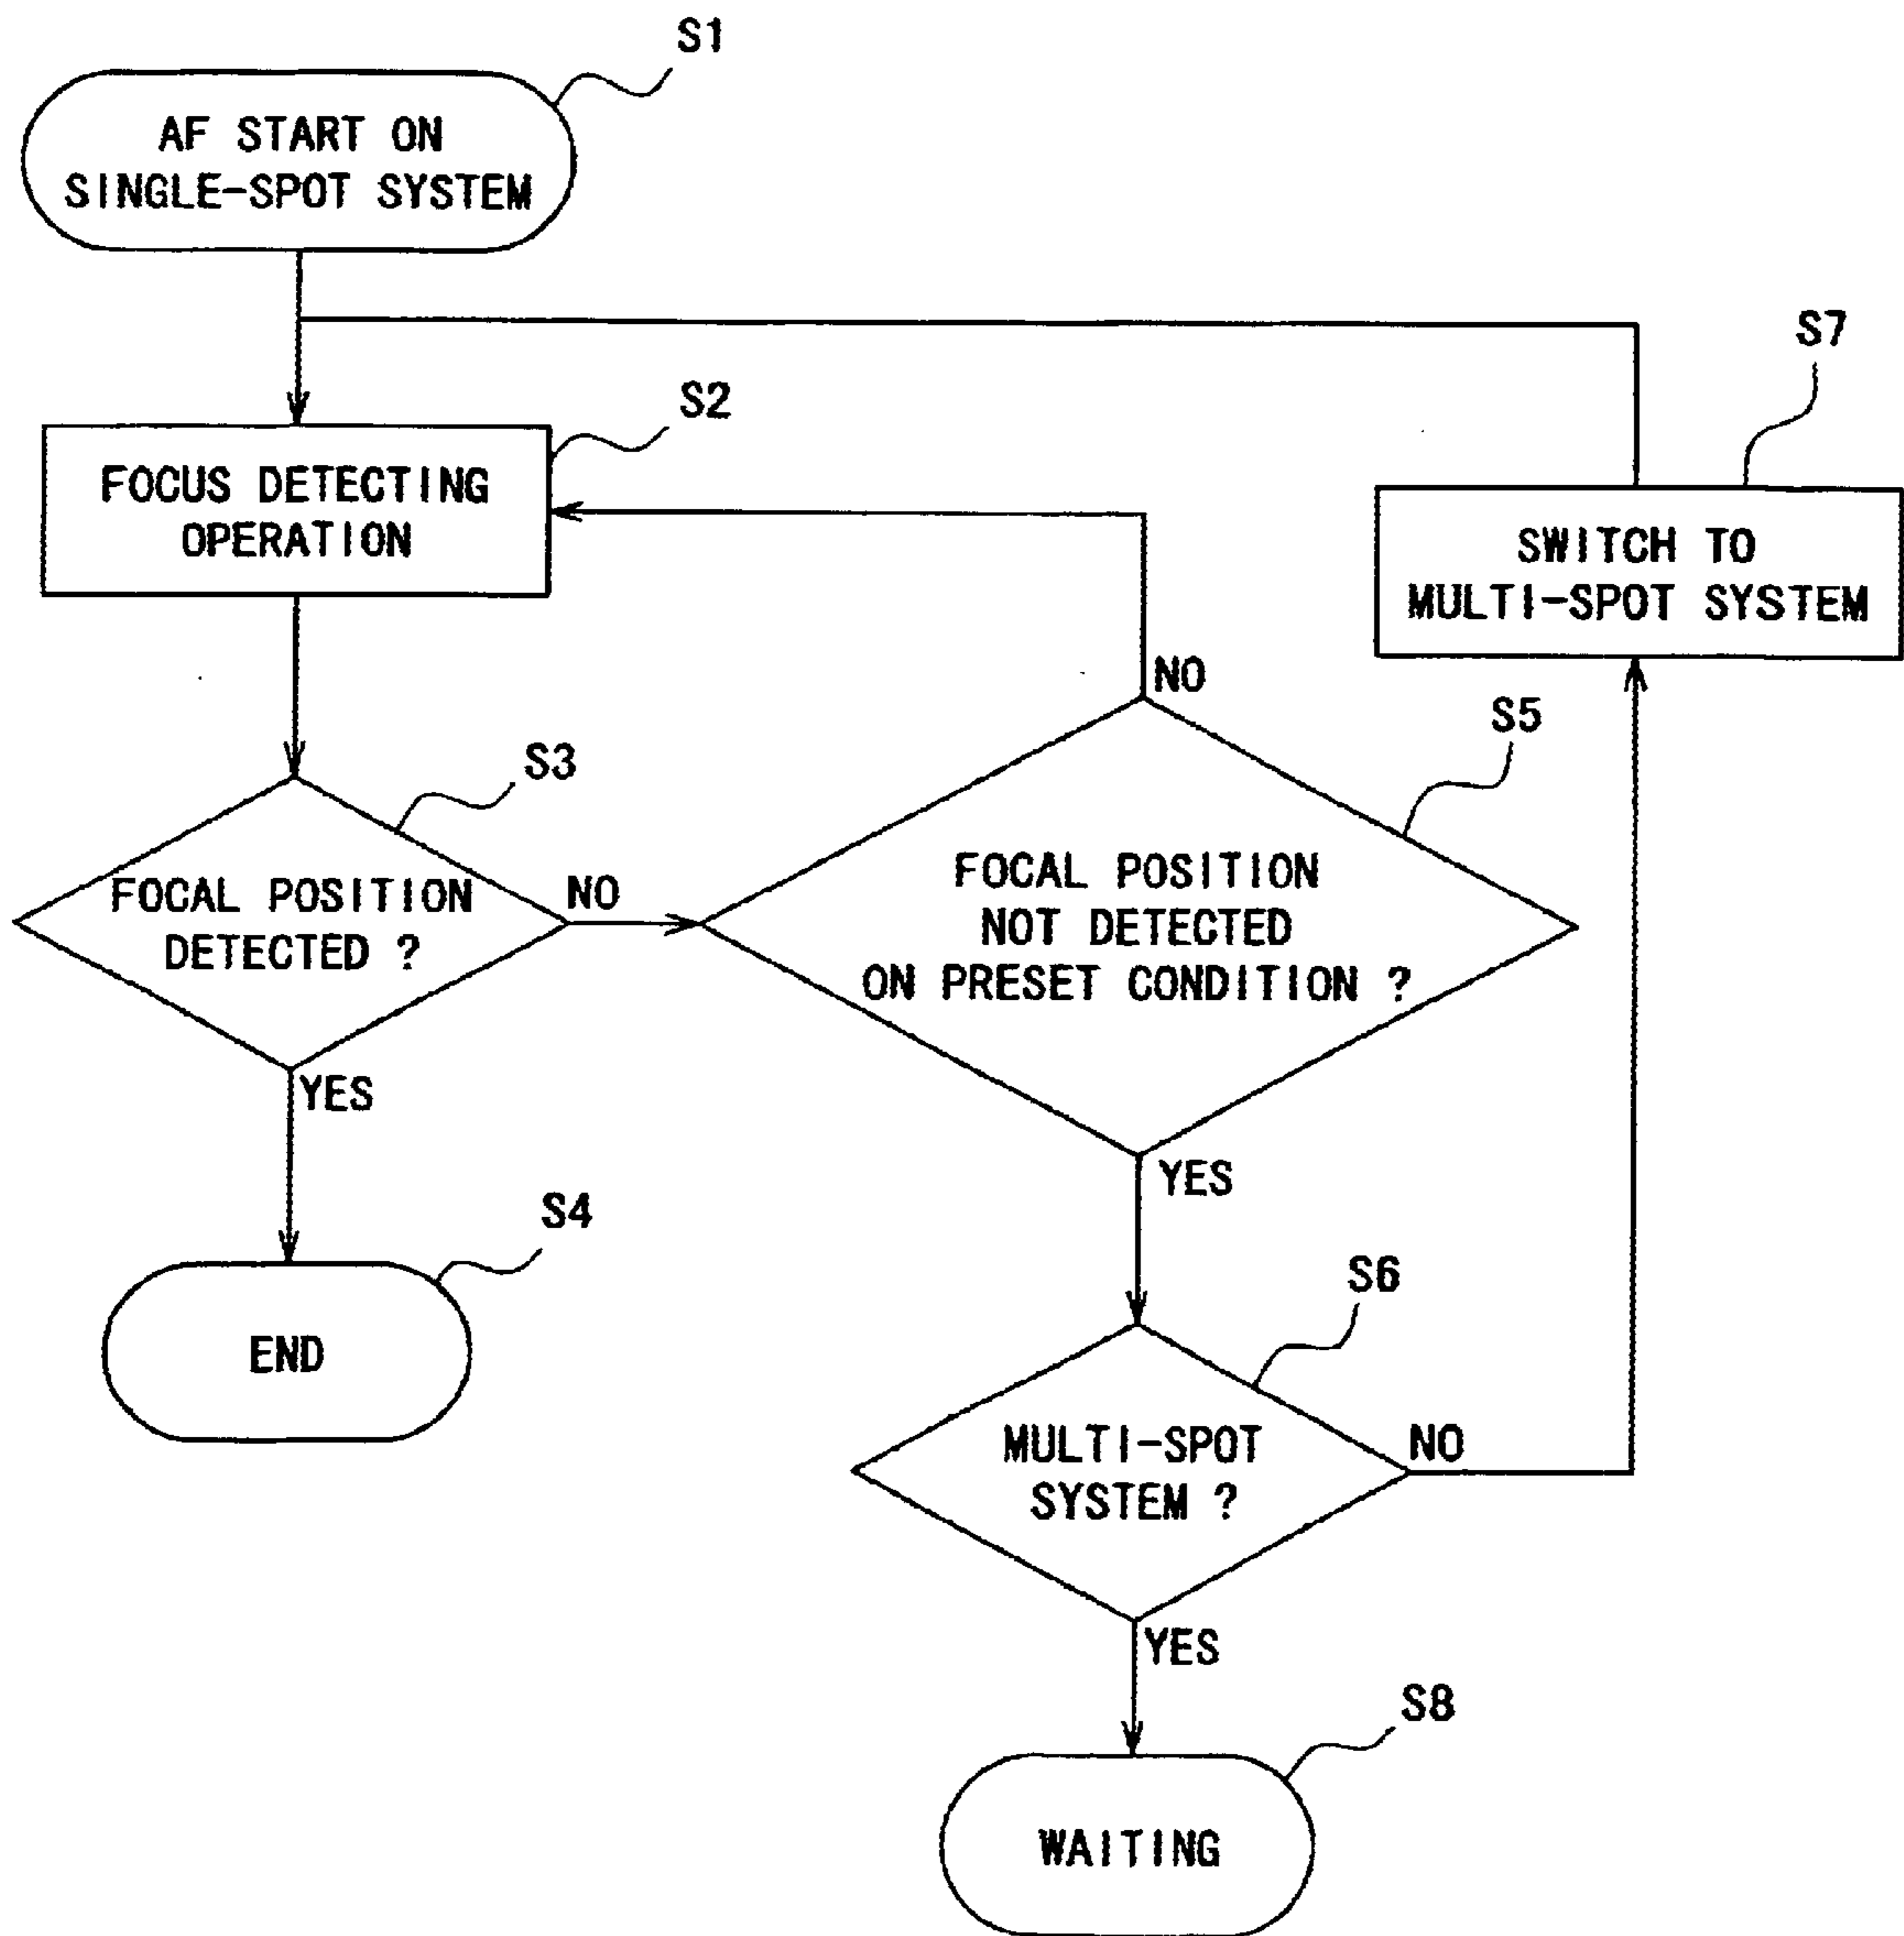 S1
AF START ON
SINGLE-SPOT SYSTEM
S7
S2
FOCUS DETECTING
OPERATION
SWITCH TO
MULTI-SPOT SYSTEM
NO
S5
S3
FOCAL POSITION
DETECTED ?
NO
FOCAL POSITION
NOT DETECTED
ON PRESET CONDITION ?
YES
YES
S4
END
S6
MULTI-SPOT
SYSTEM ?
NO
YES
S8
WAITING